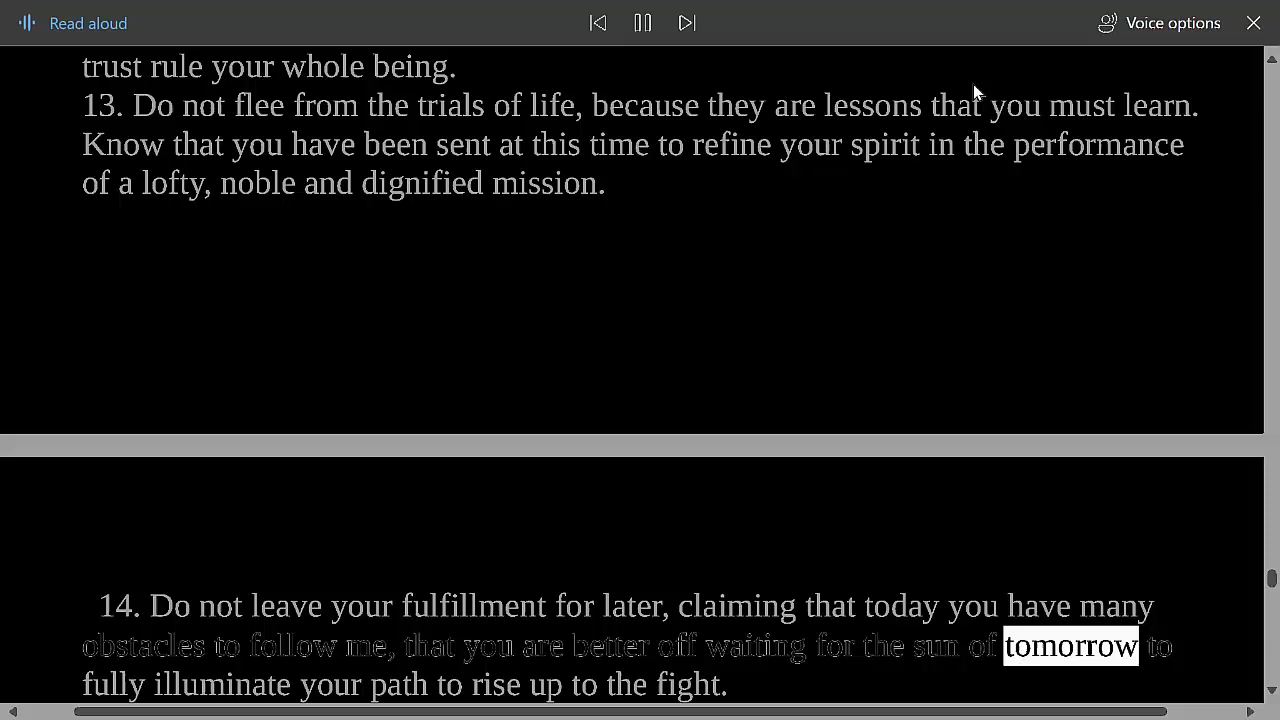 Read aloud
Voice options
trust rule your whole being.
13. Do not flee from the trials of life, because they are lessons that you must learn.
Know that you have been sent at this time to refine your spirit in the performance
of a lofty, noble and dignified mission.
14. Do not leave your fulfillment for later, claiming that today you have many
obstacles to follow me, that you are better off waiting for the sun of tomorrow to
fully illuminate your path to rise up to the fight.